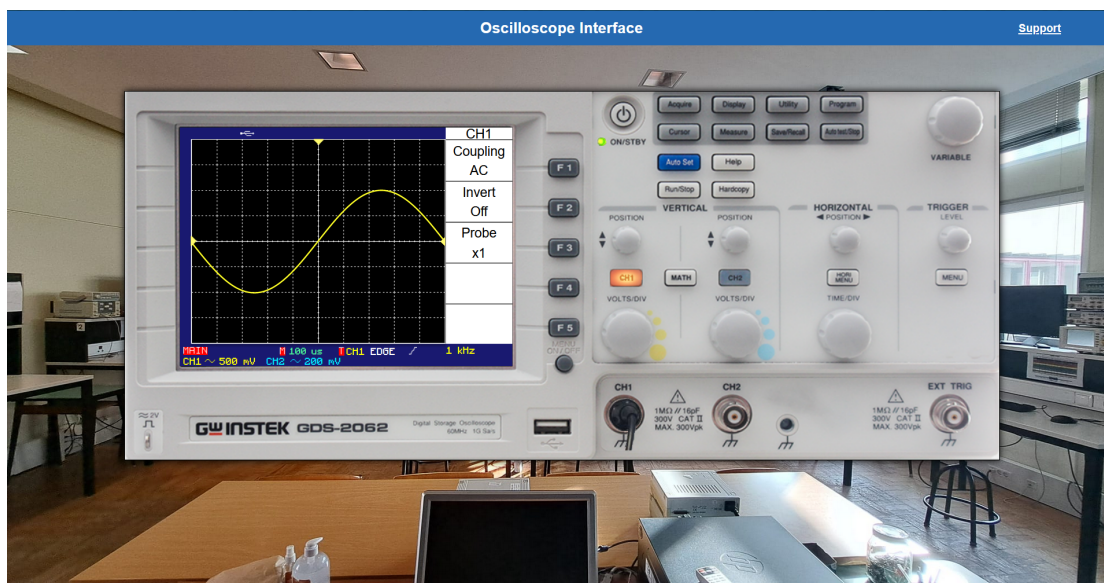 Oscilloscope Interface
Support
CH1
Coupling
AC
Invert
Off
Probe
x1
MAIN
M 100 us
T CH1 EDGE
1 kHz
CH1 ~ 500 mV
CH2 ~ 200 mV
F 1
F 2
F 3
F 4
F 5
MENU
ON/OFF
ON/STBY
Acquire
Display
Utility
Program
Cursor
Measure
Save/Recall
Auto test/Stop
Auto Set
Help
Run/Stop
Hardcopy
VARIABLE
VERTICAL
HORIZONTAL
TRIGGER
POSITION
POSITION
◀ POSITION ▶
LEVEL
CH1
MATH
CH2
HORI
MENU
MENU
VOLTS/DIV
VOLTS/DIV
TIME/DIV
≈ 2V
GW INSTEK GDS-2062
Digital Storage Oscilloscope
60MHz 1G Sa/s
CH1
1MΩ // 16pF
300V CAT II
MAX. 300Vpk
CH2
1MΩ // 16pF
300V CAT II
MAX. 300Vpk
EXT TRIG
2
hp